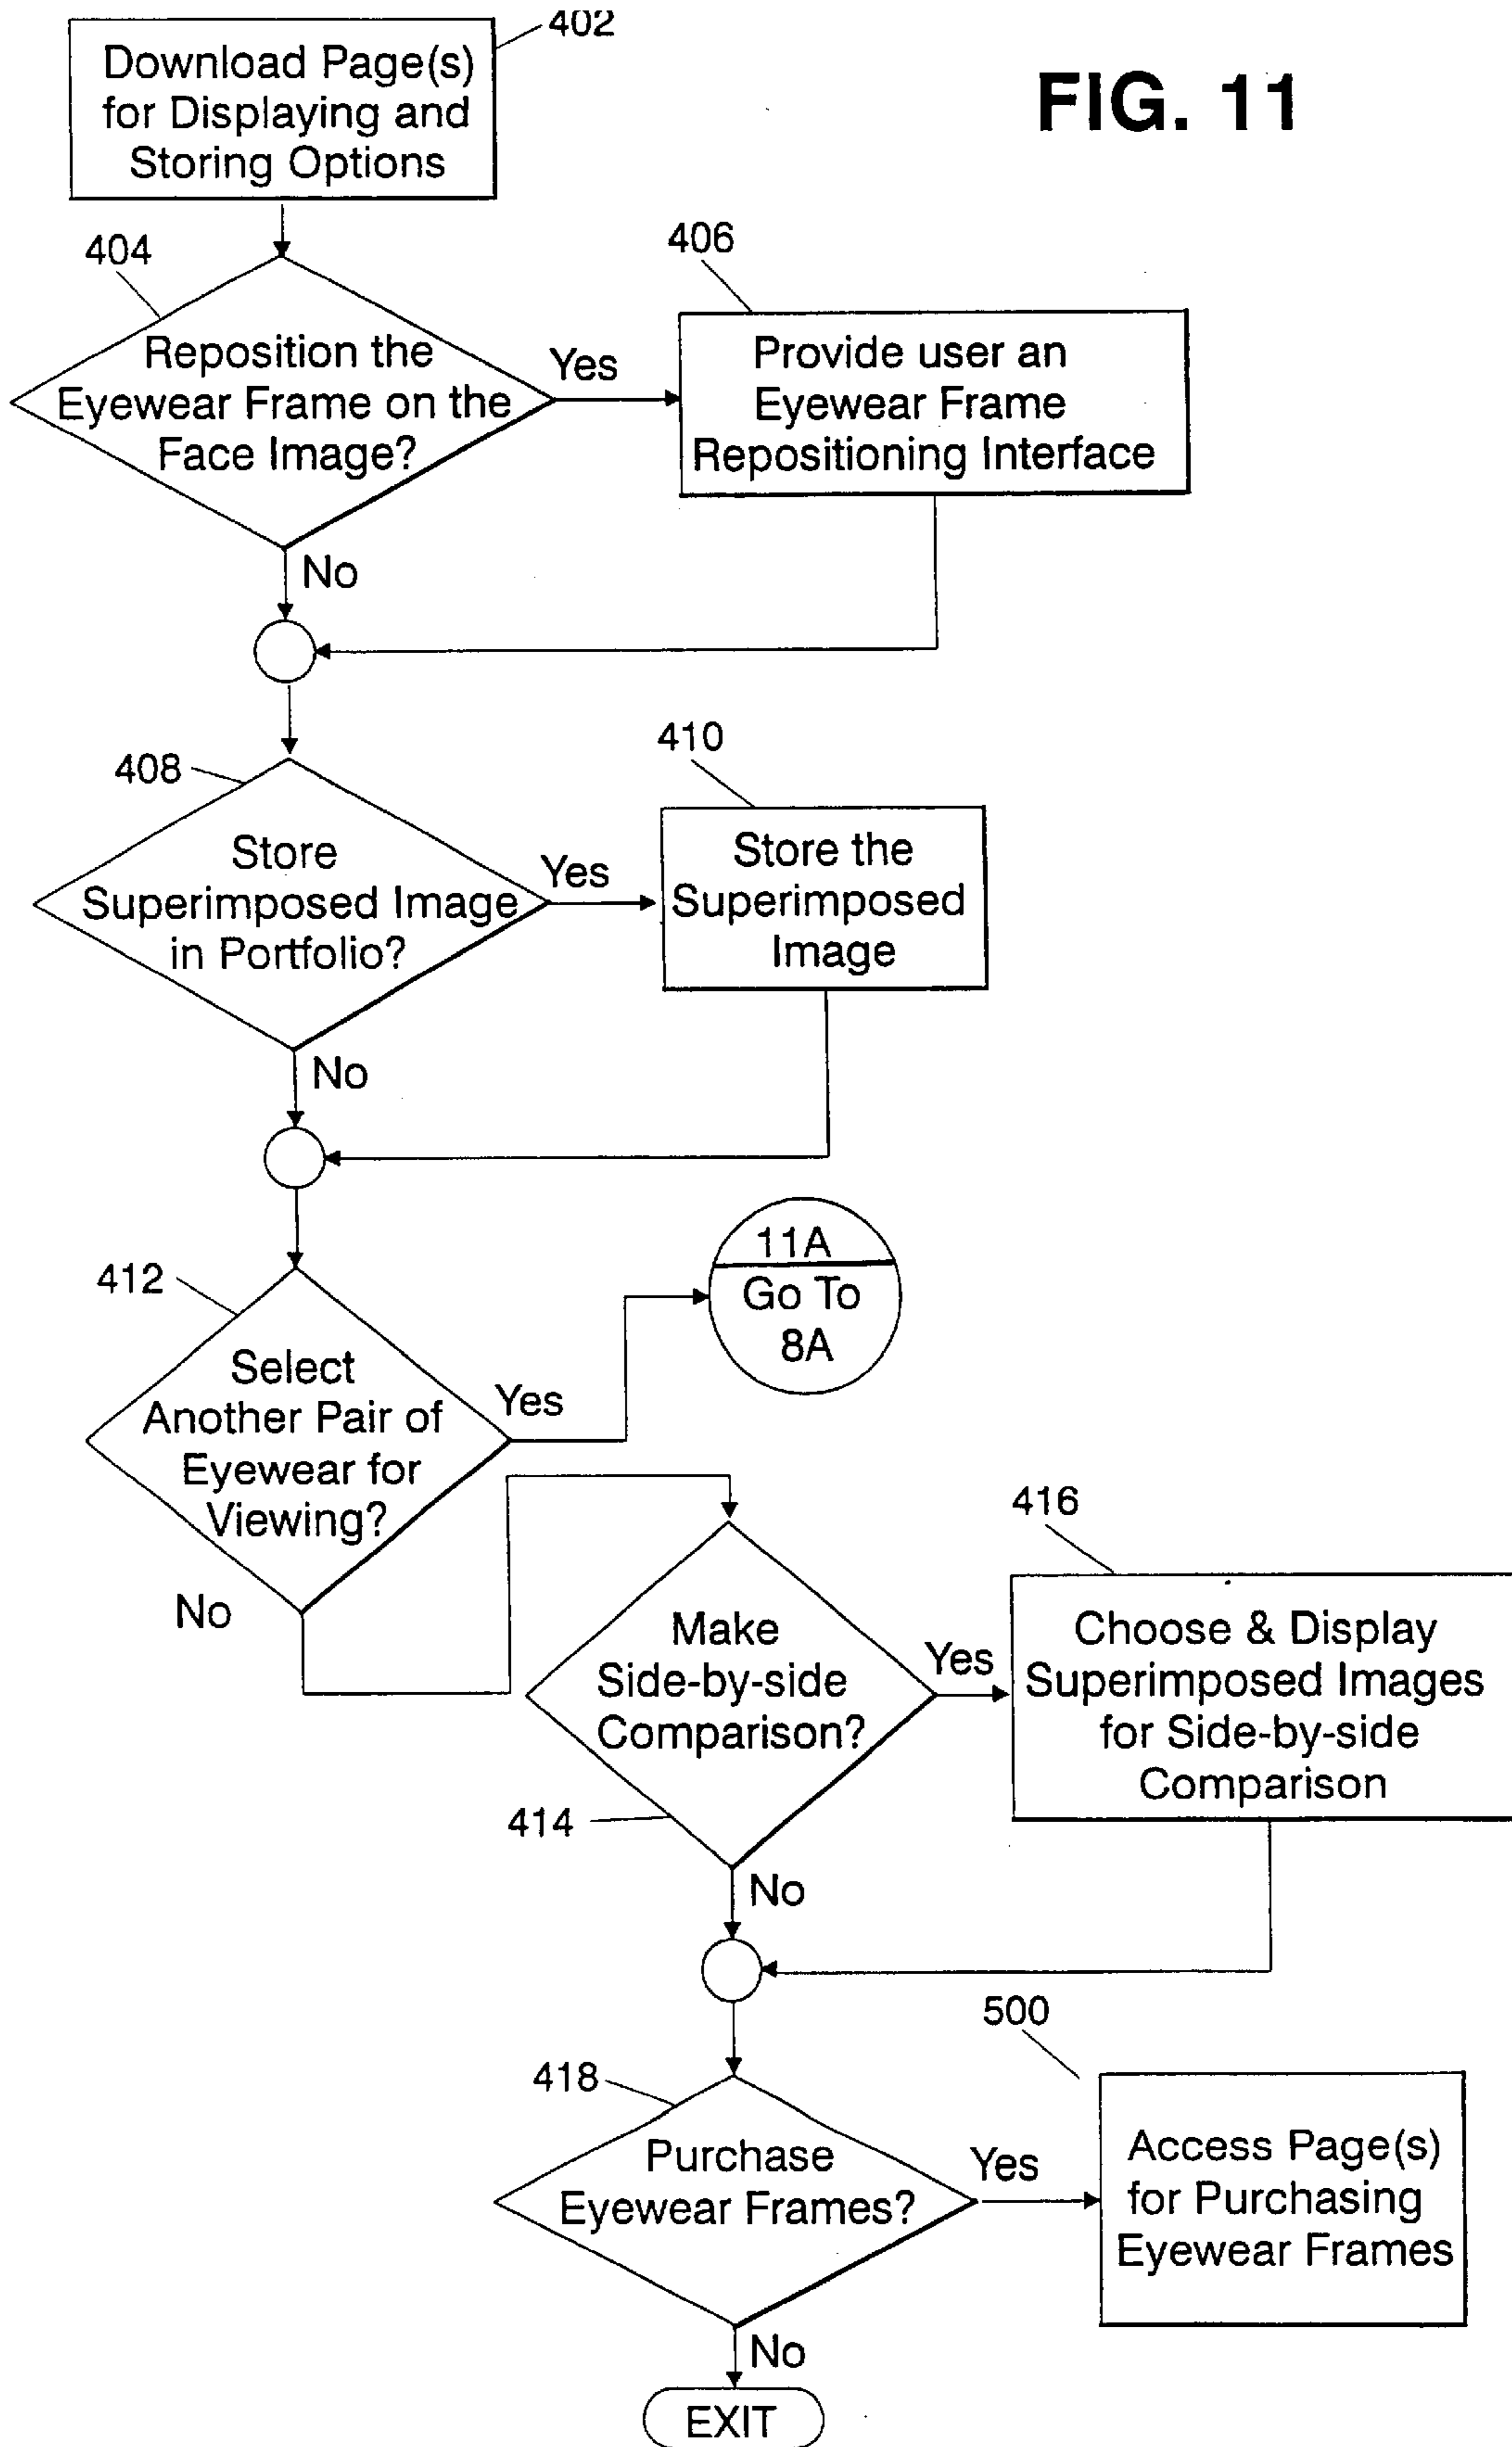 402
Download Page(s)
for Displaying and
Storing Options
FIG. 11
404
Reposition the
Eyewear Frame on the
Face Image?
Yes
406
Provide user an
Eyewear Frame
Repositioning Interface
No
408
Store
Superimposed Image
in Portfolio?
Yes
410
Store the
Superimposed
Image
No
412
Select
Another Pair of
Eyewear for
Viewing?
Yes
11A
Go To
8A
No
414
Make
Side-by-side
Comparison?
Yes
416
Choose & Display
Superimposed Images
for Side-by-side
Comparison
No
418
Purchase
Eyewear Frames?
Yes
500
Access Page(s)
for Purchasing
Eyewear Frames
No
EXIT